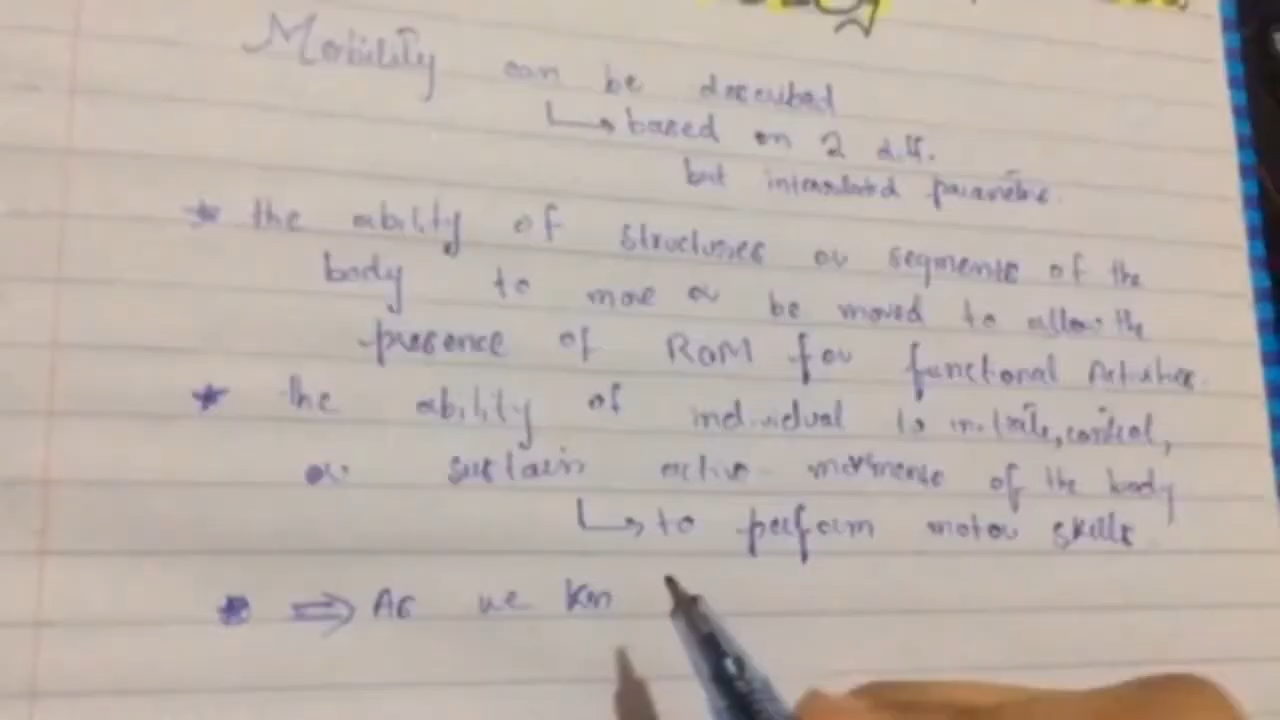 Mobility can be described
↳ based on 2 diff.
but interrelated parameters.
★ the ability of structures or segments of the
body to move or be moved to allow the
presence of ROM for functional Activities.
★ the ability of individual to initiate, control,
or sustain active movements of the body
↳ to perform motor skills
⇒ As we kn